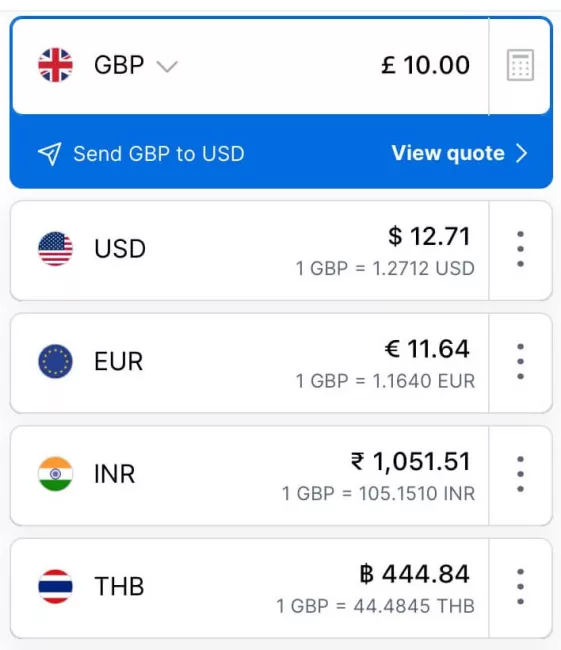 GBP £ 10.00
Send GBP to USD View quote
USD $ 12.71
1 GBP = 1.2712 USD
EUR € 11.64
1 GBP = 1.1640 EUR
INR ₹ 1,051.51
1 GBP = 105.1510 INR
THB ฿ 444.84
1 GBP = 44.4845 THB